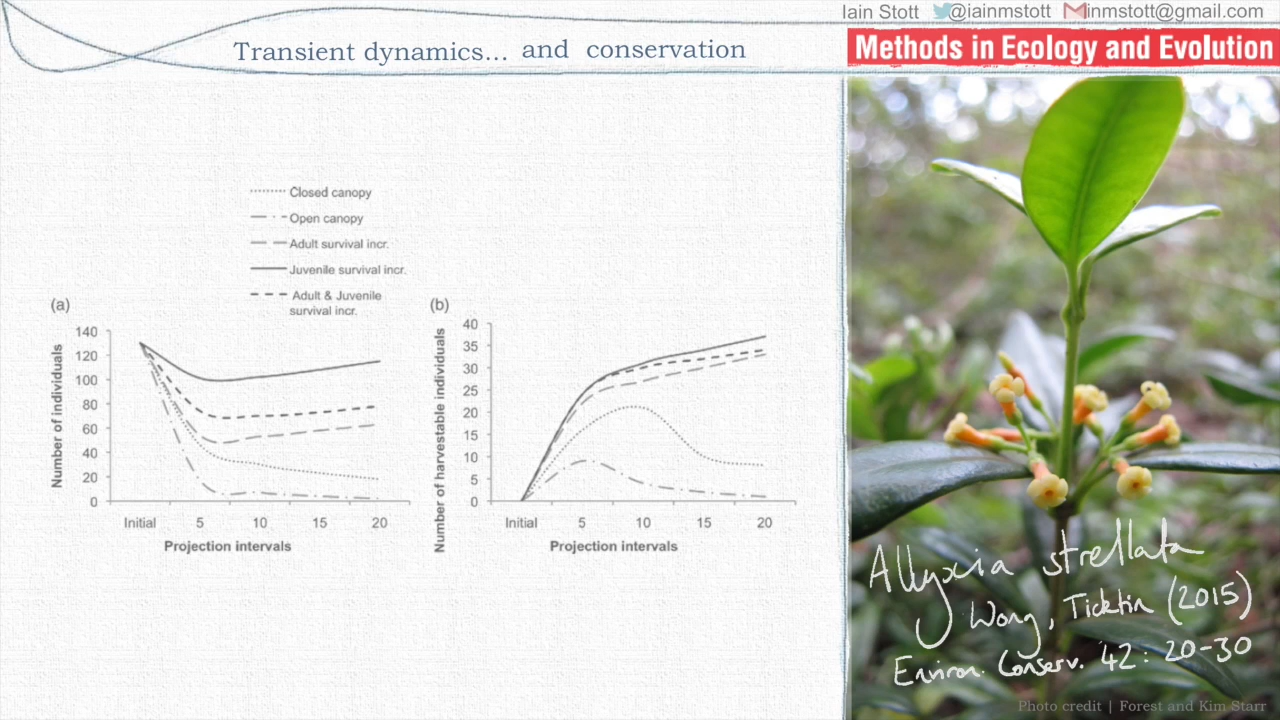 Iain Stott @iainmstott inmstott@gmail.com
Transient dynamics... and conservation
Methods in Ecology and Evolution
Closed canopy
Open canopy
Adult survival incr.
Juvenile survival incr.
Adult & Juvenile
survival incr.
(a)
140
120
100
80
60
40
20
0
Number of individuals
Initial 5 10 15 20
Projection intervals
(b)
40
35
30
25
20
15
10
5
0
Number of harvestable individuals
Initial 5 10 15 20
Projection intervals
Allyxia strellata
Wong, Ticktin (2015)
Environ. Conserv. 42: 20-30
Photo credit | Forest and Kim Starr